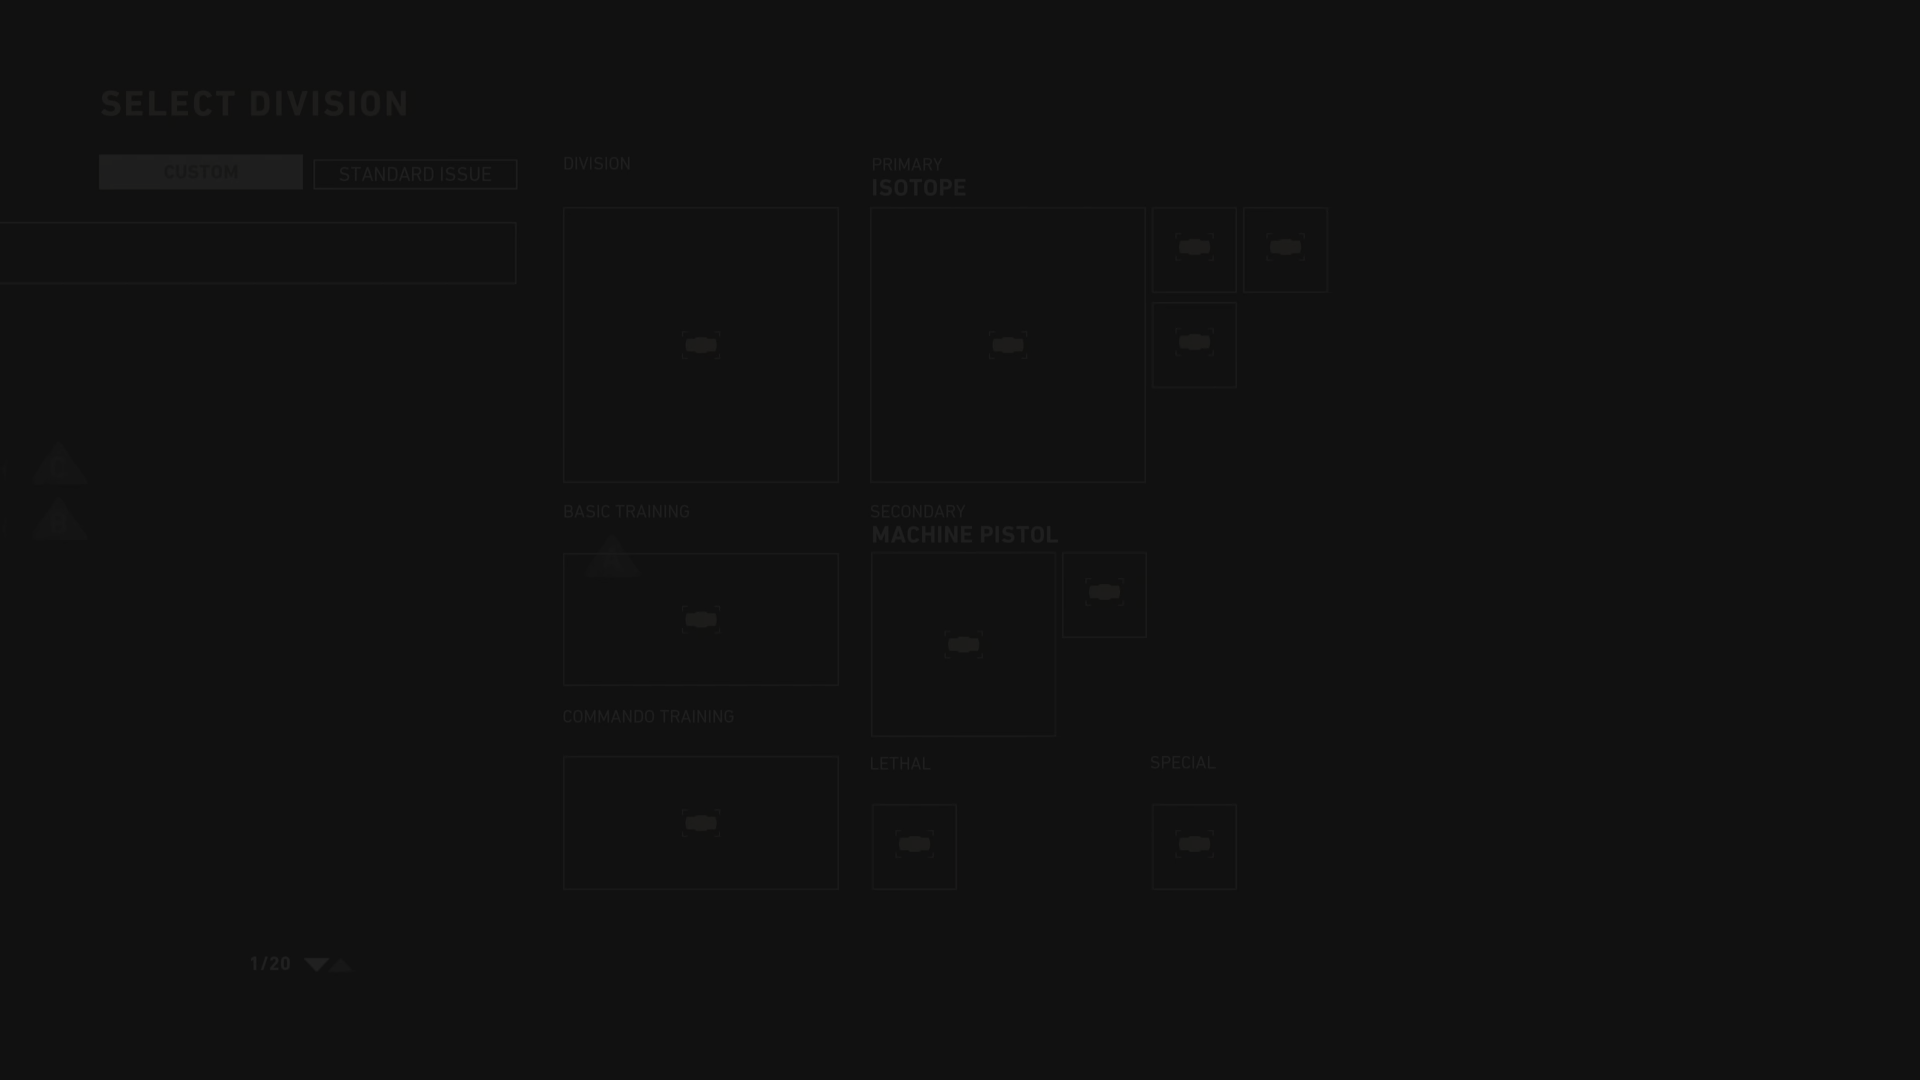 SELECT DIVISION
CUSTOM
STANDARD ISSUE
DIVISION
PRIMARY
ISOTOPE
BASIC TRAINING
SECONDARY
MACHINE PISTOL
COMMANDO TRAINING
LETHAL
SPECIAL
1/20